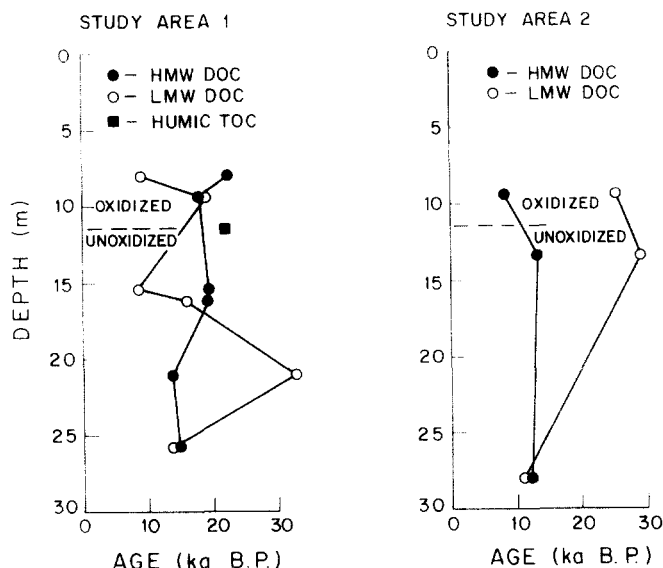 STUDY AREA 1
● – HMW DOC
○ – LMW DOC
■ – HUMIC TOC
0
5
10
15
20
25
30
DEPTH (m)
OXIDIZED
UNOXIDIZED
0 10 20 30
AGE (ka B.P.)
STUDY AREA 2
● – HMW DOC
○ – LMW DOC
0
5
10
15
20
25
30
OXIDIZED
UNOXIDIZED
0 10 20 30
AGE (ka B.P.)